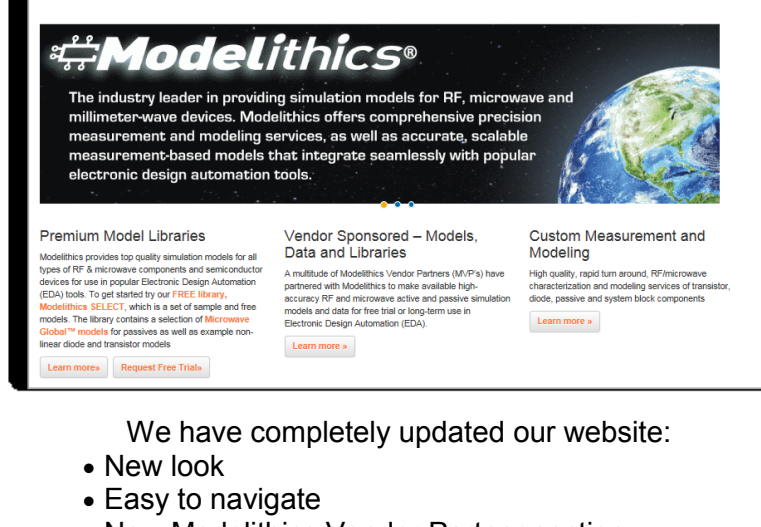 Modelithics®
The industry leader in providing simulation models for RF, microwave and
millimeter-wave devices. Modelithics offers comprehensive precision
measurement and modeling services, as well as accurate, scalable
measurement-based models that integrate seamlessly with popular
electronic design automation tools.
Premium Model Libraries
Modelithics provides top quality simulation models for all
types of RF & microwave components and semiconductor
devices for use in popular Electronic Design Automation
(EDA) tools. To get started try our FREE library,
Modelithics SELECT, which is a set of sample and free
models. The library contains a selection of Microwave
Global™ models for passives as well as example non-
linear diode and transistor models
Learn more» Request Free Trial»
Vendor Sponsored – Models,
Data and Libraries
A multitude of Modelithics Vendor Partners (MVP's) have
partnered with Modelithics to make available high-
accuracy RF and microwave active and passive simulation
models and data for free trial or long-term use in
Electronic Design Automation (EDA).
Learn more »
Custom Measurement and
Modeling
High quality, rapid turn around, RF/microwave
characterization and modeling services of transistor,
diode, passive and system block components
Learn more »
We have completely updated our website:
• New look
• Easy to navigate